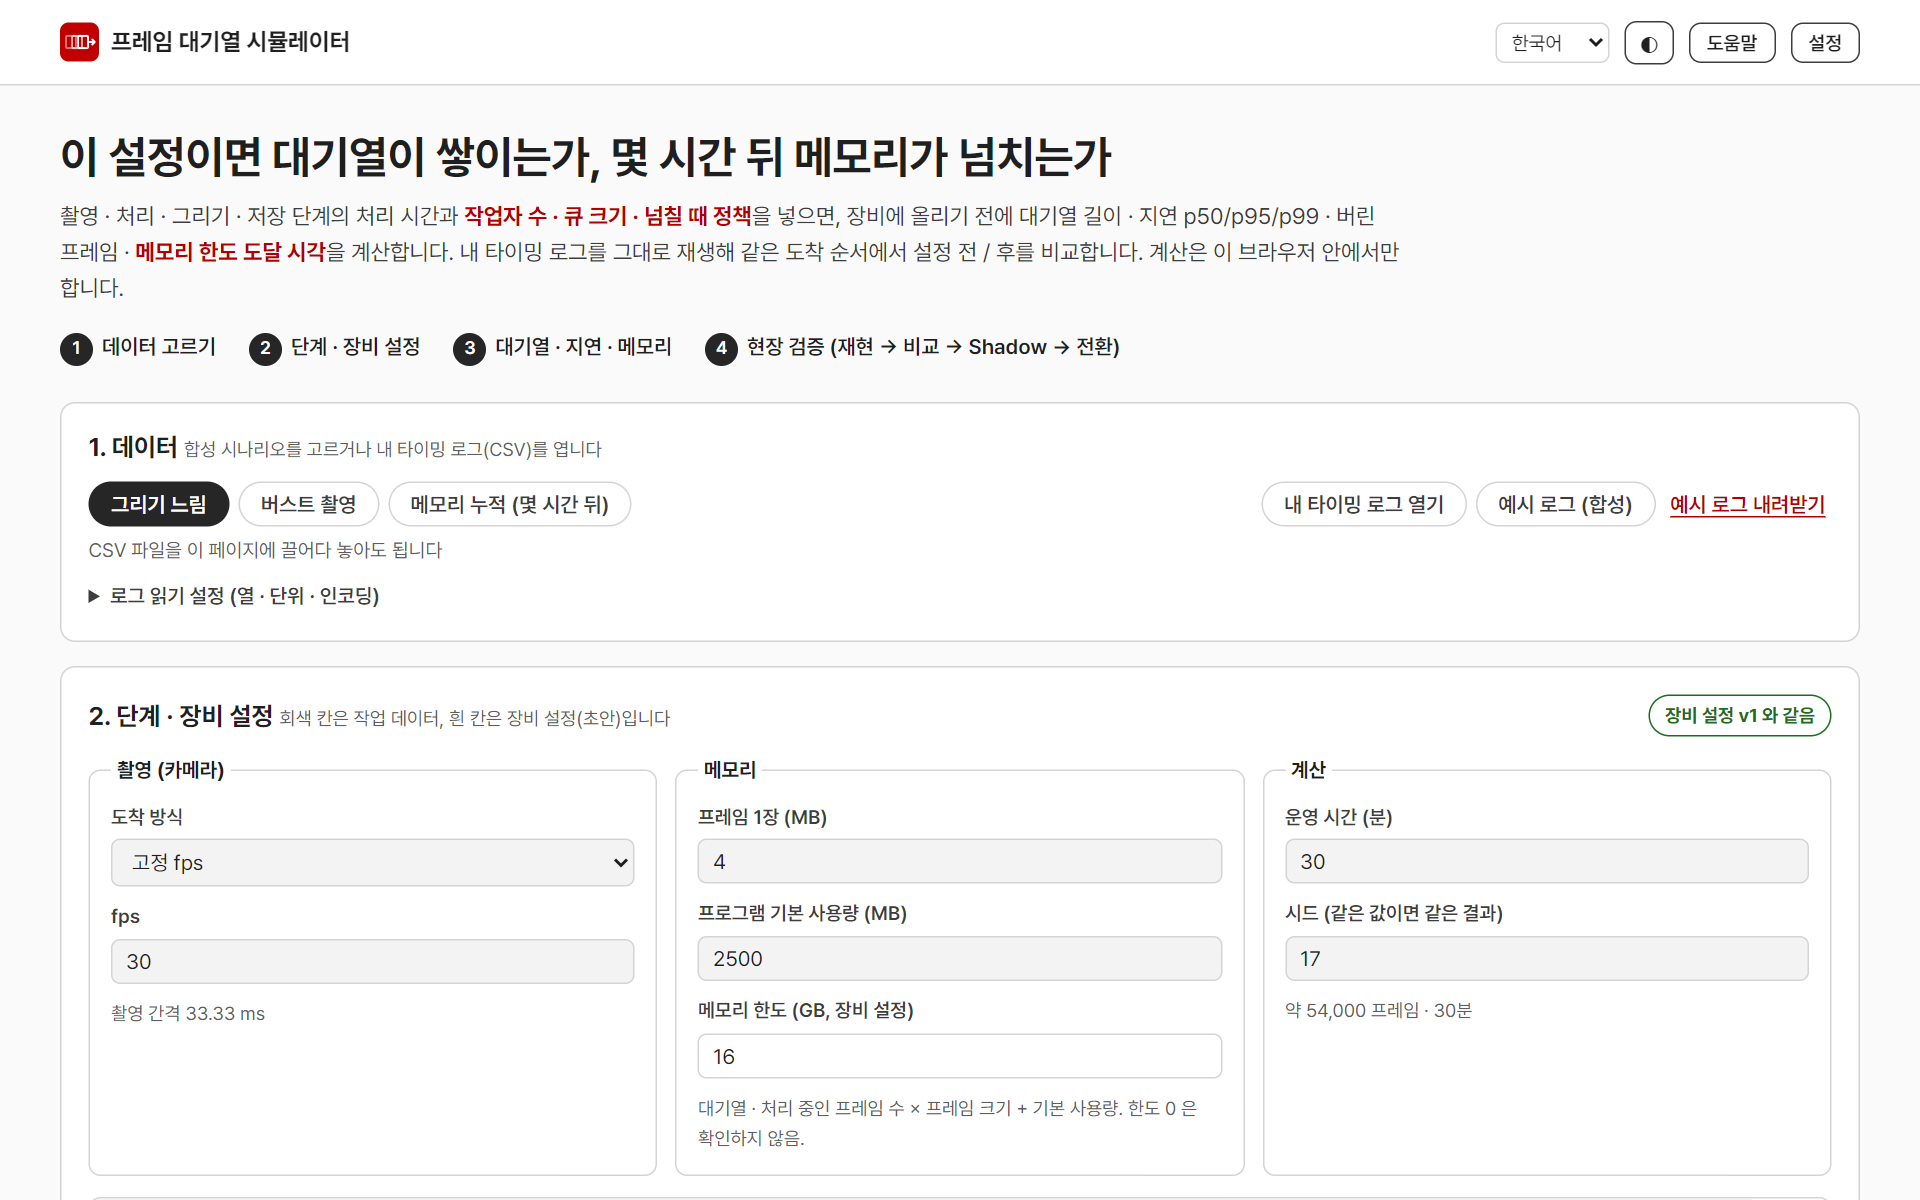 프레임 대기열 시뮬레이터
한국어
도움말
설정
이 설정이면 대기열이 쌓이는가, 몇 시간 뒤 메모리가 넘치는가
촬영 · 처리 · 그리기 · 저장 단계의 처리 시간과 작업자 수 · 큐 크기 · 넘칠 때 정책을 넣으면, 장비에 올리기 전에 대기열 길이 · 지연 p50/p95/p99 · 버린
프레임 · 메모리 한도 도달 시각을 계산합니다. 내 타이밍 로그를 그대로 재생해 같은 도착 순서에서 설정 전 / 후를 비교합니다. 계산은 이 브라우저 안에서만
합니다.
1 데이터 고르기
2 단계 · 장비 설정
3 대기열 · 지연 · 메모리
4 현장 검증 (재현 → 비교 → Shadow → 전환)
1. 데이터 합성 시나리오를 고르거나 내 타이밍 로그(CSV)를 엽니다
그리기 느림
버스트 촬영
메모리 누적 (몇 시간 뒤)
내 타이밍 로그 열기
예시 로그 (합성)
예시 로그 내려받기
CSV 파일을 이 페이지에 끌어다 놓아도 됩니다
▶ 로그 읽기 설정 (열 · 단위 · 인코딩)
2. 단계 · 장비 설정 회색 칸은 작업 데이터, 흰 칸은 장비 설정(초안)입니다
장비 설정 v1 와 같음
촬영 (카메라)
도착 방식
고정 fps
fps
30
촬영 간격 33.33 ms
메모리
프레임 1장 (MB)
4
프로그램 기본 사용량 (MB)
2500
메모리 한도 (GB, 장비 설정)
16
대기열 · 처리 중인 프레임 수 × 프레임 크기 + 기본 사용량. 한도 0 은
확인하지 않음.
계산
운영 시간 (분)
30
시드 (같은 값이면 같은 결과)
17
약 54,000 프레임 · 30분